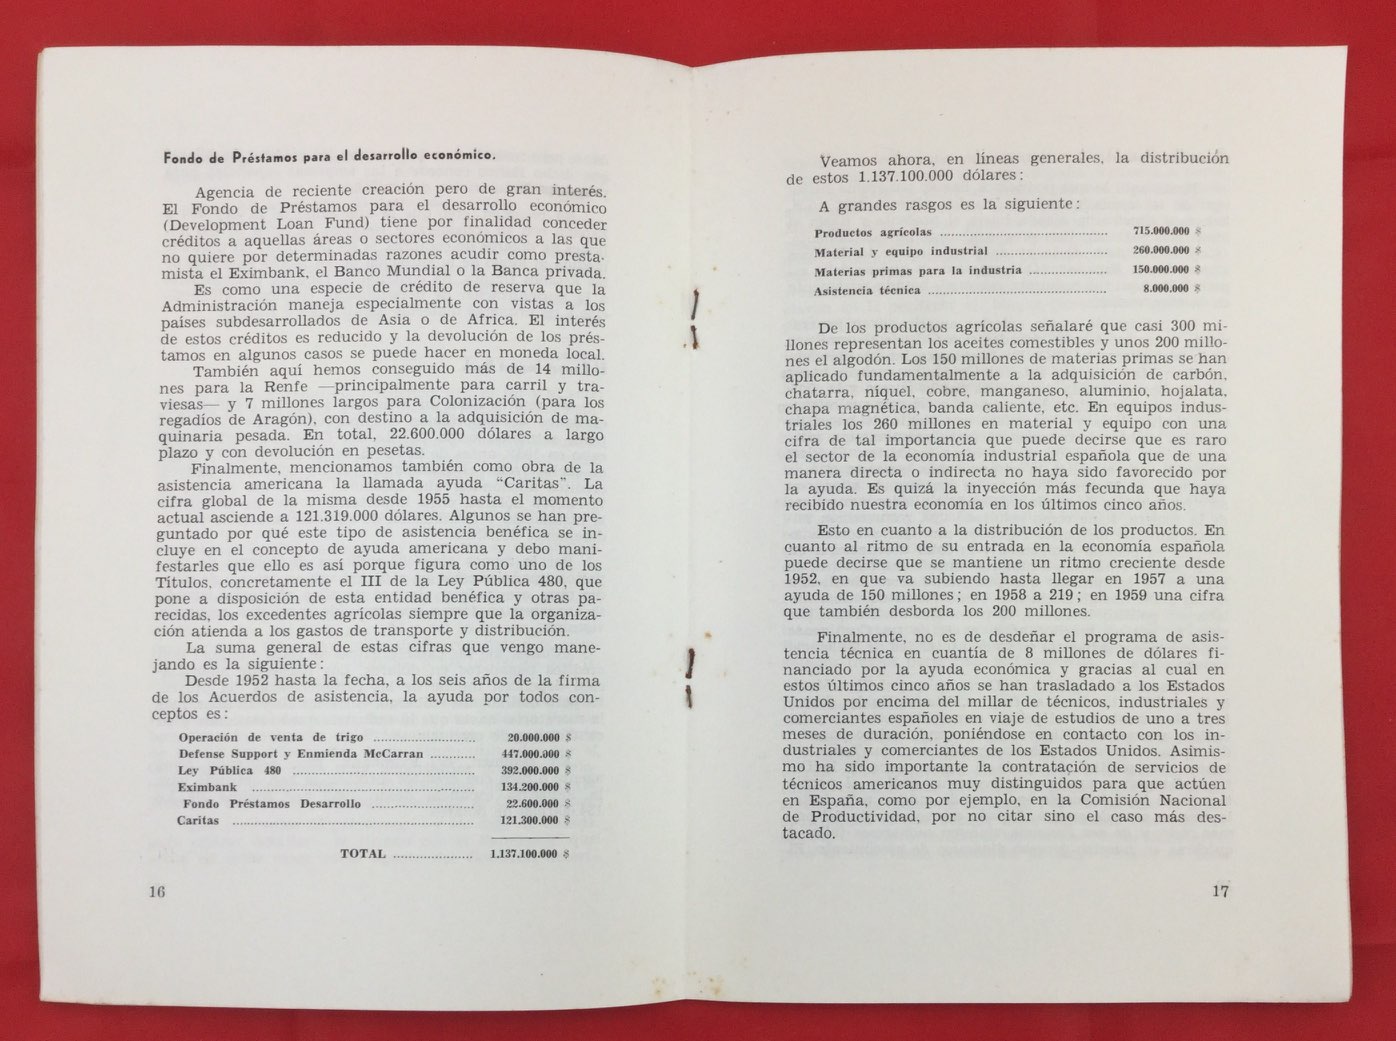 Fondo de Préstamos para el desarrollo económico.
Agencia de reciente creación pero de gran interés.
El Fondo de Préstamos para el desarrollo económico
(Development Loan Fund) tiene por finalidad conceder
créditos a aquellas áreas o sectores económicos a las que
no quiere por determinadas razones acudir como presta-
mista el Eximbank, el Banco Mundial o la Banca privada.
Es como una especie de crédito de reserva que la
Administración maneja especialmente con vistas a los
países subdesarrollados de Asia o de Africa. El interés
de estos créditos es reducido y la devolución de los prés-
tamos en algunos casos se puede hacer en moneda local.
También aquí hemos conseguido más de 14 millo-
nes para la Renfe —principalmente para carril y tra-
viesas— y 7 millones largos para Colonización (para los
regadíos de Aragón), con destino a la adquisición de ma-
quinaria pesada. En total, 22.600.000 dólares a largo
plazo y con devolución en pesetas.
Finalmente, mencionamos también como obra de la
asistencia americana la llamada ayuda "Caritas". La
cifra global de la misma desde 1955 hasta el momento
actual asciende a 121.319.000 dólares. Algunos se han pre-
guntado por qué este tipo de asistencia benéfica se in-
cluye en el concepto de ayuda americana y debo mani-
festarles que ello es así porque figura como uno de los
Títulos, concretamente el III de la Ley Pública 480, que
pone a disposición de esta entidad benéfica y otras pa-
recidas, los excedentes agrícolas siempre que la organiza-
ción atienda a los gastos de transporte y distribución.
La suma general de estas cifras que vengo mane-
jando es la siguiente:
Desde 1952 hasta la fecha, a los seis años de la firma
de los Acuerdos de asistencia, la ayuda por todos con-
ceptos es:
Operación de venta de trigo ......................... 20.000.000 $
Defense Support y Enmienda McCarran ........... 447.000.000 $
Ley Pública 480 ............................................. 392.000.000 $
Eximbank ...................................................... 134.200.000 $
Fondo Préstamos Desarrollo ......................... 22.600.000 $
Caritas ........................................................... 121.300.000 $
TOTAL .................... 1.137.100.000 $
16
Veamos ahora, en líneas generales, la distribución
de estos 1.137.100.000 dólares:
A grandes rasgos es la siguiente:
Productos agrícolas .......................................... 715.000.000 $
Material y equipo industrial ............................ 260.000.000 $
Materias primas para la industria .................... 150.000.000 $
Asistencia técnica ............................................. 8.000.000 $
De los productos agrícolas señalaré que casi 300 mi-
llones representan los aceites comestibles y unos 200 millo-
nes el algodón. Los 150 millones de materias primas se han
aplicado fundamentalmente a la adquisición de carbón,
chatarra, níquel, cobre, manganeso, aluminio, hojalata,
chapa magnética, banda caliente, etc. En equipos indus-
triales los 260 millones en material y equipo con una
cifra de tal importancia que puede decirse que es raro
el sector de la economía industrial española que de una
manera directa o indirecta no haya sido favorecido por
la ayuda. Es quizá la inyección más fecunda que haya
recibido nuestra economía en los últimos cinco años.
Esto en cuanto a la distribución de los productos. En
cuanto al ritmo de su entrada en la economía española
puede decirse que se mantiene un ritmo creciente desde
1952, en que va subiendo hasta llegar en 1957 a una
ayuda de 150 millones; en 1958 a 219; en 1959 una cifra
que también desborda los 200 millones.
Finalmente, no es de desdeñar el programa de asis-
tencia técnica en cuantía de 8 millones de dólares fi-
nanciado por la ayuda económica y gracias al cual en
estos últimos cinco años se han trasladado a los Estados
Unidos por encima del millar de técnicos, industriales y
comerciantes españoles en viaje de estudios de uno a tres
meses de duración, poniéndose en contacto con los in-
dustriales y comerciantes de los Estados Unidos. Asimis-
mo ha sido importante la contratación de servicios de
técnicos americanos muy distinguidos para que actúen
en España, como por ejemplo, en la Comisión Nacional
de Productividad, por no citar sino el caso más des-
tacado.
17